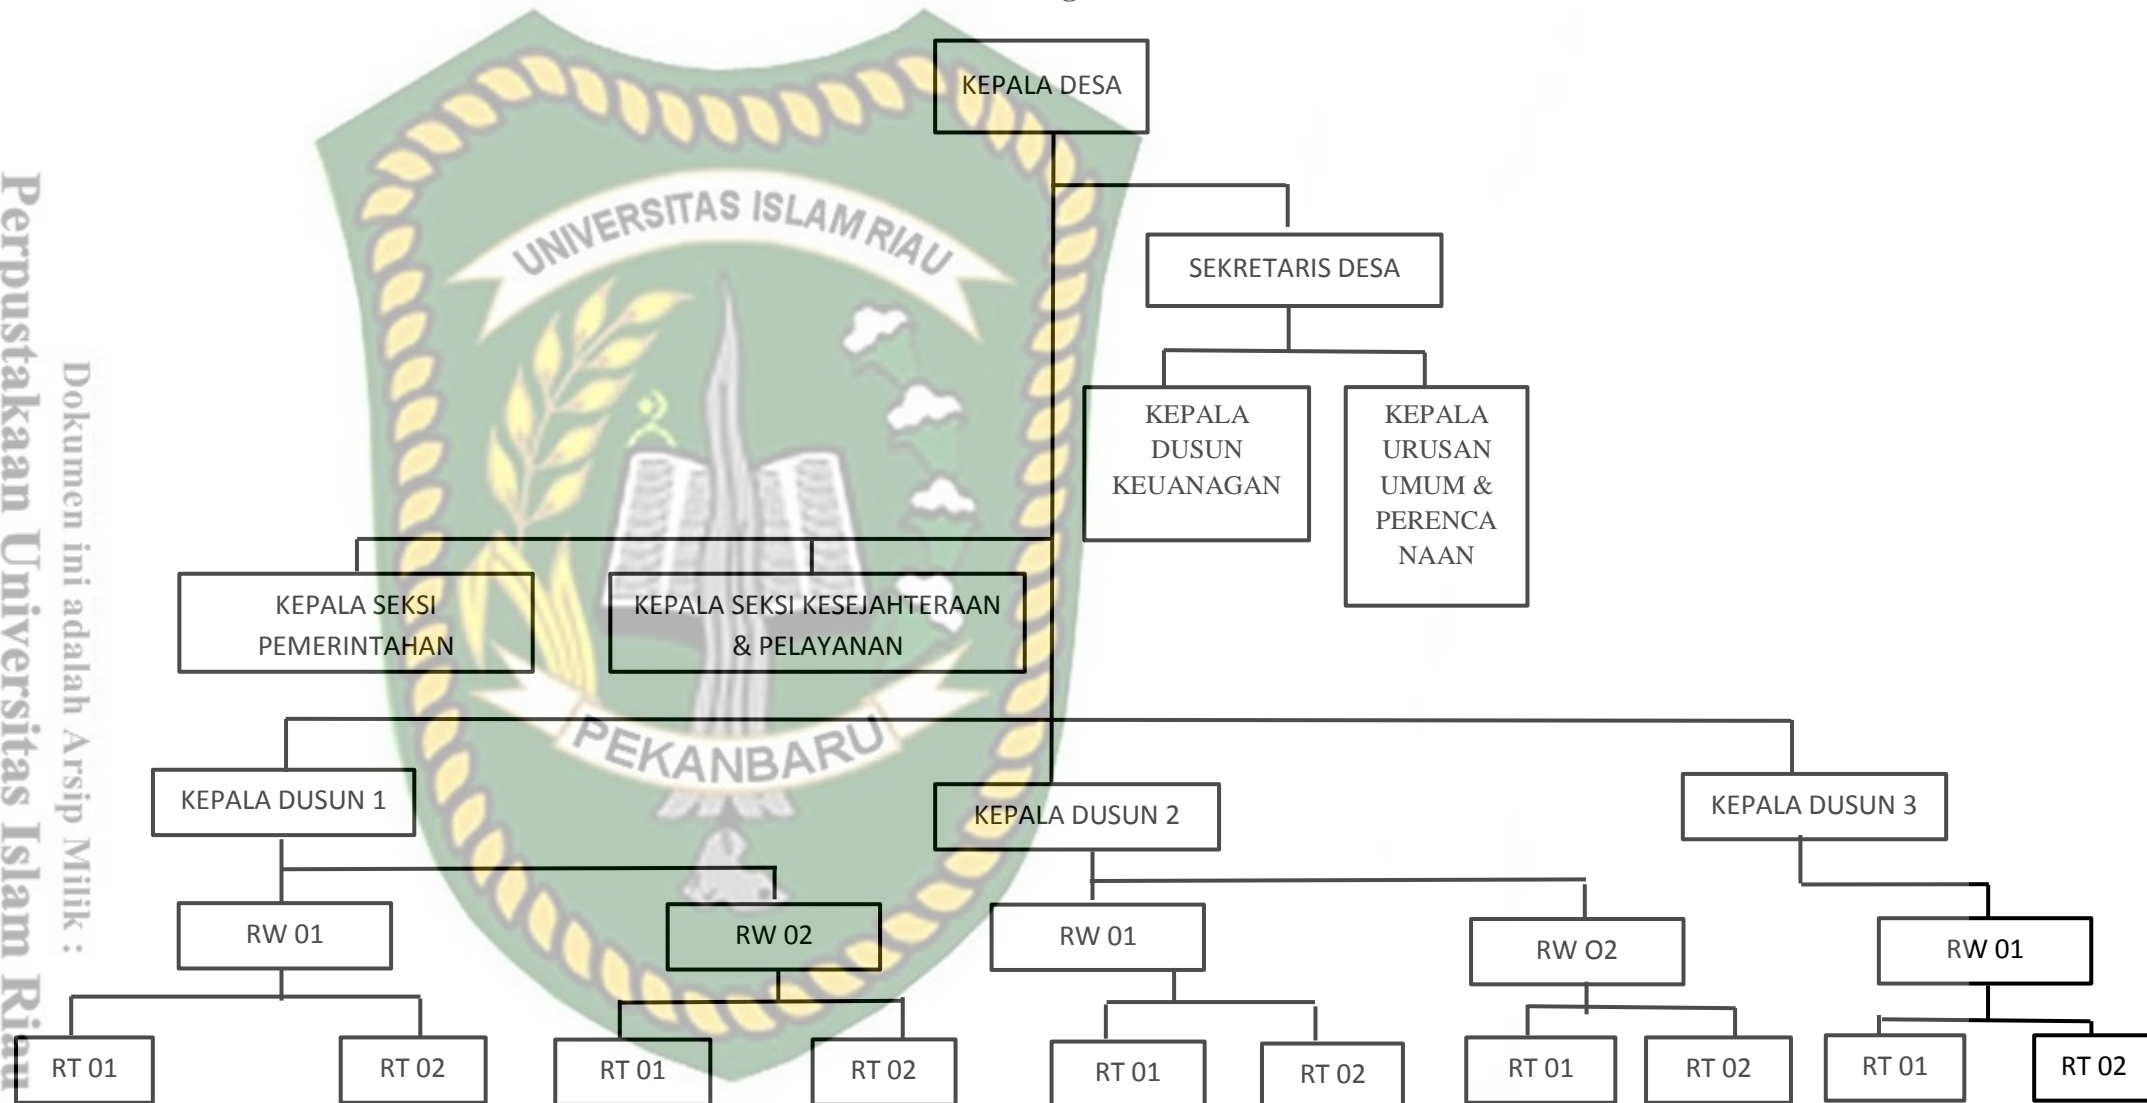 KEPALA DESA
UNIVERSITAS ISLAM RIAU
SEKRETARIS DESA
KEPALA
DUSUN
KEUANAGAN
KEPALA
URUSAN
UMUM &
PERENCA
NAAN
KEPALA SEKSI
PEMERINTAHAN
KEPALA SEKSI KESEJAHTERAAN
& PELAYANAN
PEKANBARU
KEPALA DUSUN 1
KEPALA DUSUN 2
KEPALA DUSUN 3
RW 01
RW 02
RW 01
RW O2
RW 01
RT 01
RT 02
RT 01
RT 02
RT 01
RT 02
RT 01
RT 02
RT 01
RT 02
Dokumen ini adalah Arsip Milik :
Perpustakaan Universitas Islam Riau